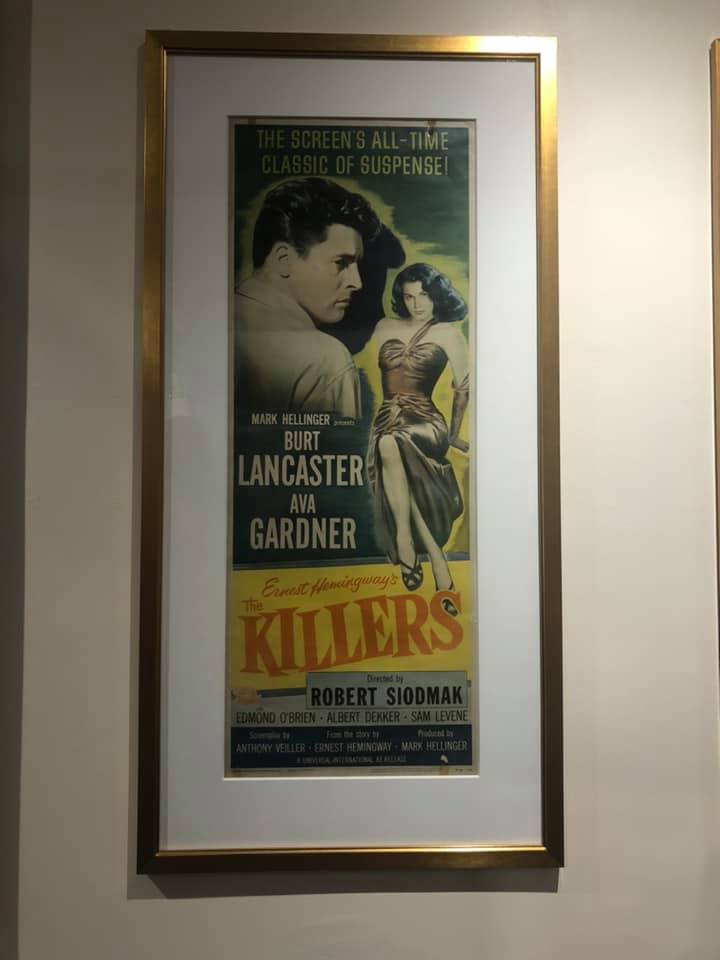 THE SCREEN'S ALL-TIME
CLASSIC OF SUSPENSE!
MARK HELLINGER presents
BURT
LANCASTER
AVA
GARDNER
Ernest Hemingway's
The
KILLERS
Directed by
ROBERT SIODMAK
EDMOND O'BRIEN · ALBERT DEKKER · SAM LEVENE
Screenplay by From the story by Produced by
ANTHONY VEILLER · ERNEST HEMINGWAY · MARK HELLINGER
A UNIVERSAL-INTERNATIONAL RE-RELEASE